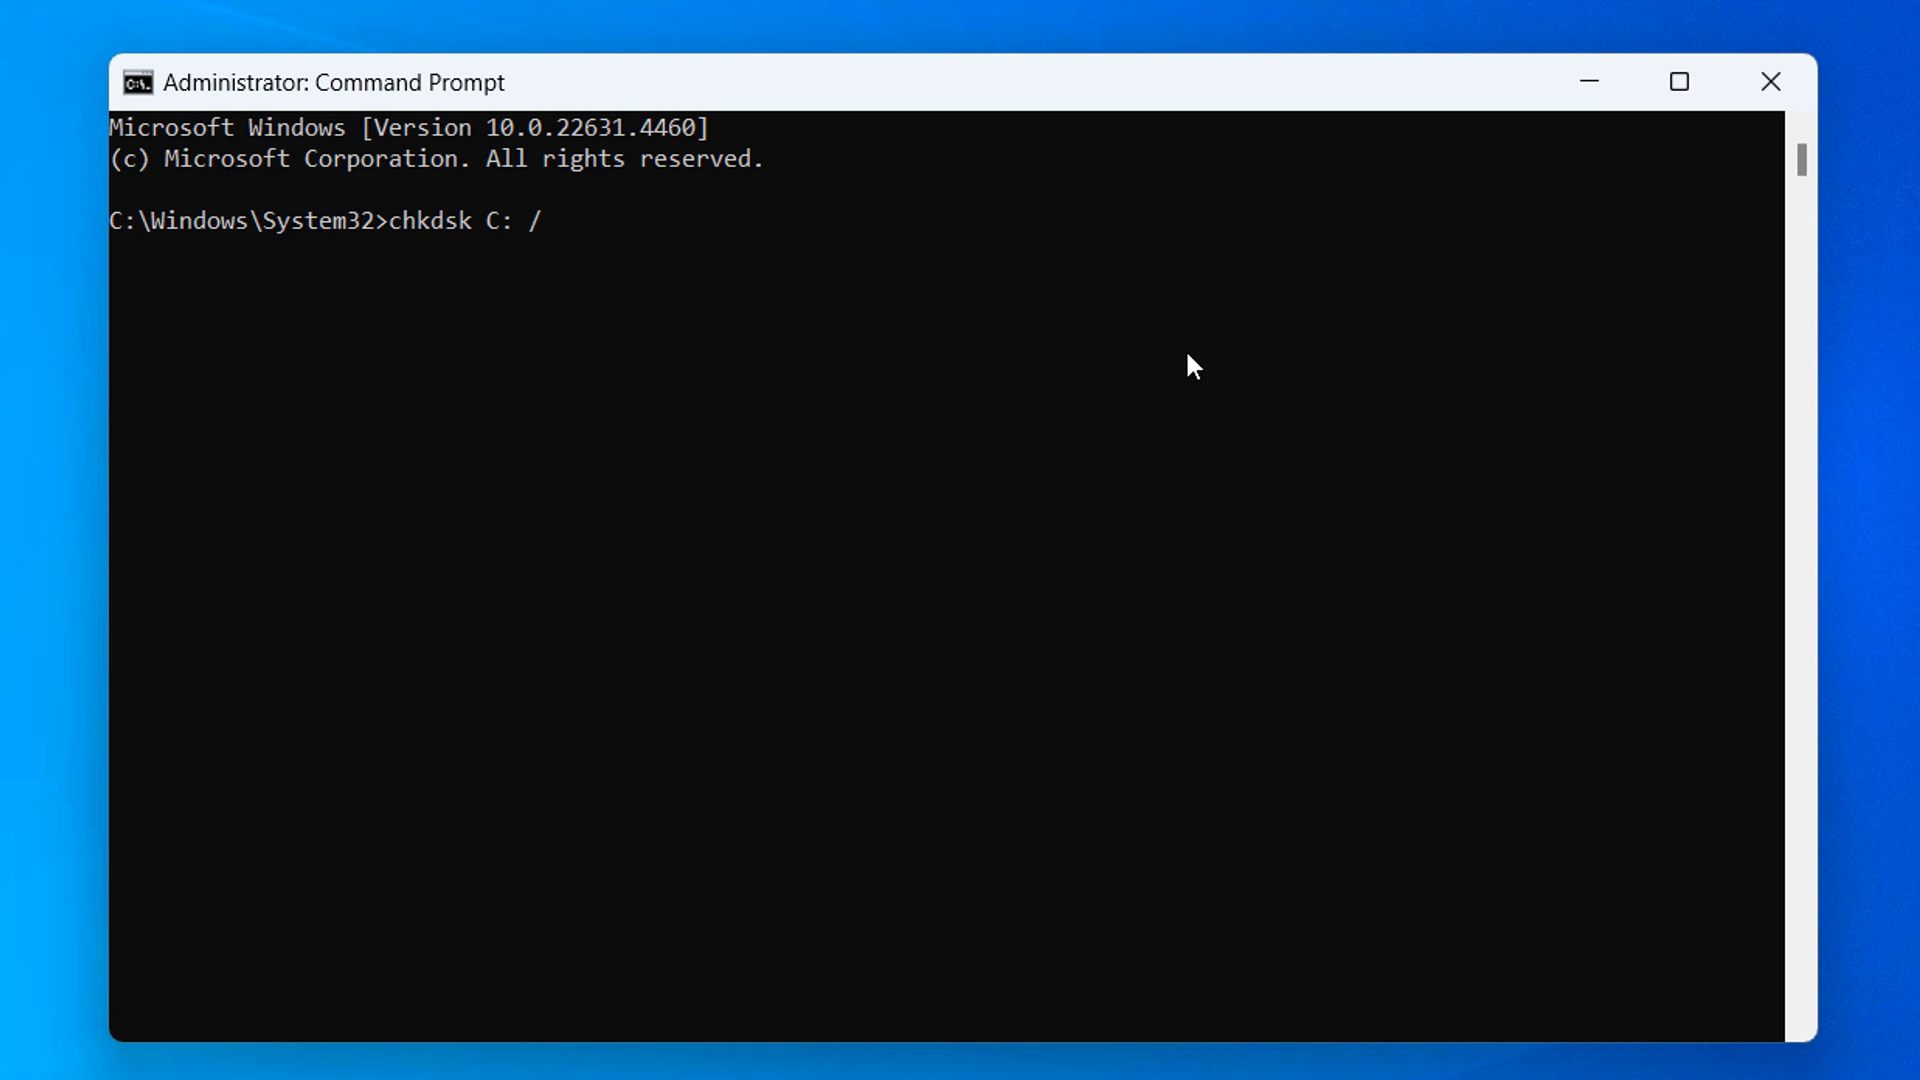 Administrator: Command Prompt
Microsoft Windows [Version 10.0.22631.4460]
(c) Microsoft Corporation. All rights reserved.
C:\Windows\System32>chkdsk C: /